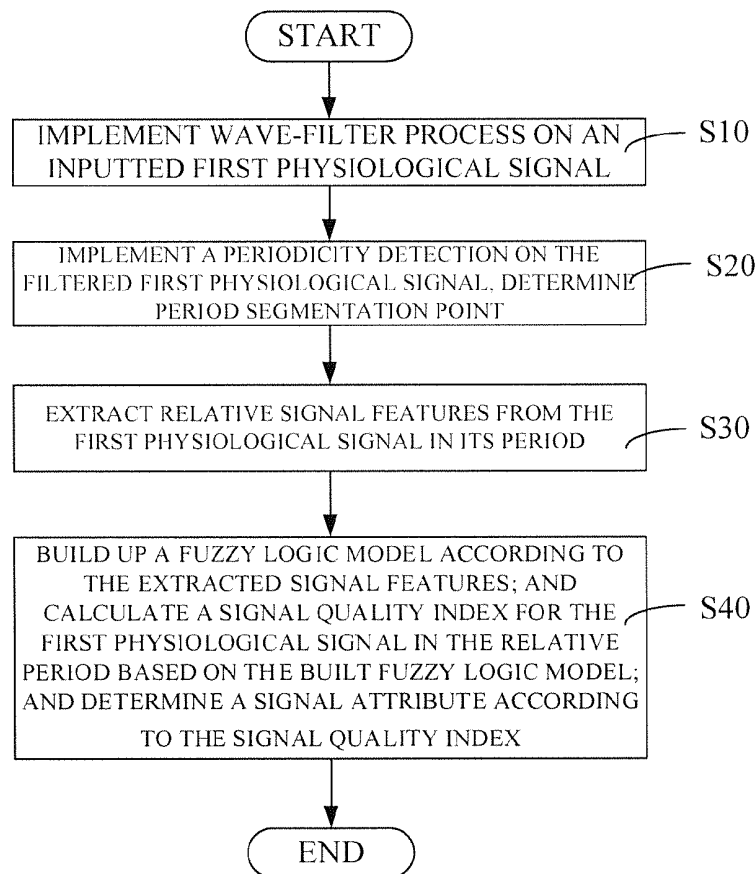 START
IMPLEMENT WAVE-FILTER PROCESS ON AN
INPUTTED FIRST PHYSIOLOGICAL SIGNAL
S10
IMPLEMENT A PERIODICITY DETECTION ON THE
FILTERED FIRST PHYSIOLOGICAL SIGNAL, DETERMINE
PERIOD SEGMENTATION POINT
S20
EXTRACT RELATIVE SIGNAL FEATURES FROM THE
FIRST PHYSIOLOGICAL SIGNAL IN ITS PERIOD
S30
BUILD UP A FUZZY LOGIC MODEL ACCORDING TO
THE EXTRACTED SIGNAL FEATURES; AND
CALCULATE A SIGNAL QUALITY INDEX FOR THE
FIRST PHYSIOLOGICAL SIGNAL IN THE RELATIVE
PERIOD BASED ON THE BUILT FUZZY LOGIC MODEL;
AND DETERMINE A SIGNAL ATTRIBUTE ACCORDING
TO THE SIGNAL QUALITY INDEX
S40
END